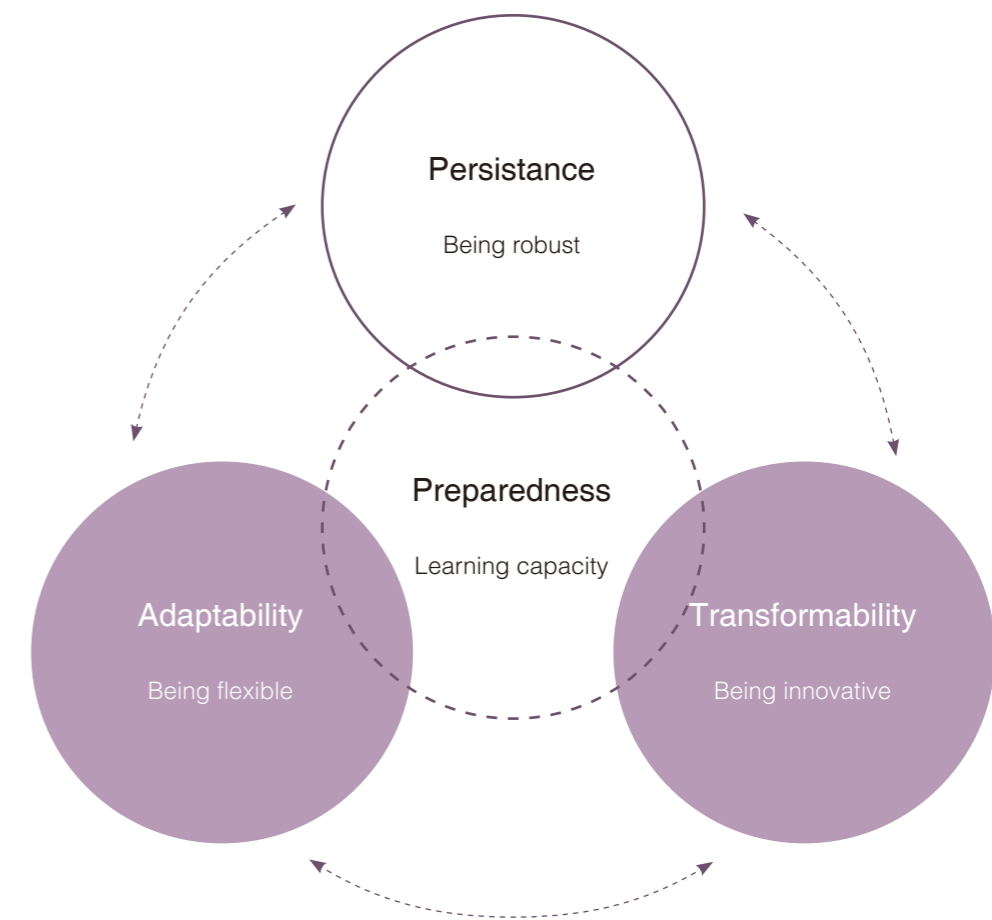 Persistance
Being robust
Preparedness
Learning capacity
Adaptability
Being flexible
Transformability
Being innovative